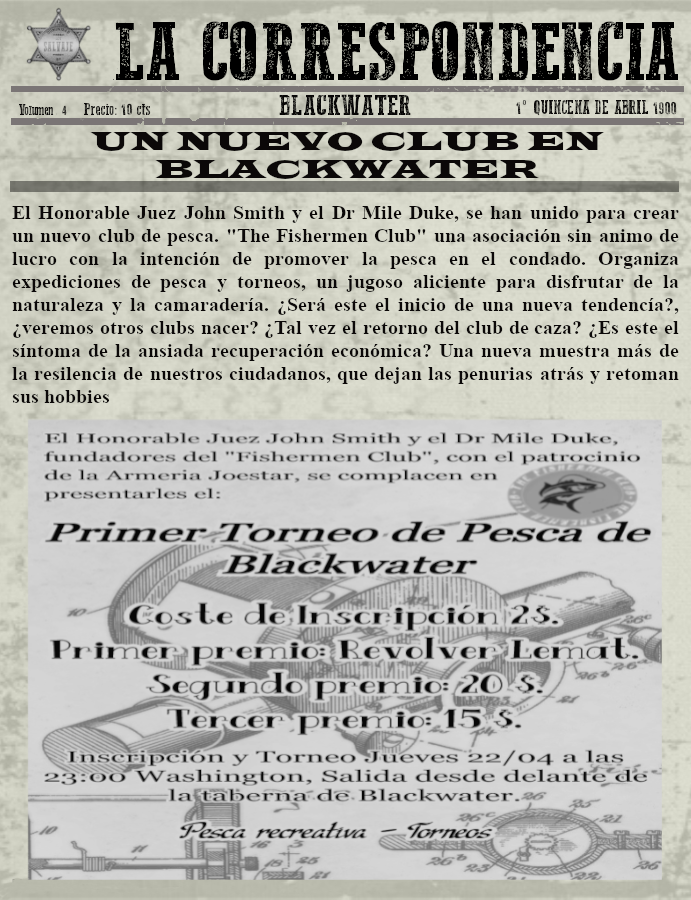 SALVAJE
LA CORRESPONDENCIA
Volumen 4 Precio: 10 cts BLACKWATER 1º QUINCENA DE ABRIL 1900
UN NUEVO CLUB EN
BLACKWATER
El Honorable Juez John Smith y el Dr Mile Duke, se han unido para crear
un nuevo club de pesca. "The Fishermen Club" una asociación sin animo de
lucro con la intención de promover la pesca en el condado. Organiza
expediciones de pesca y torneos, un jugoso aliciente para disfrutar de la
naturaleza y la camaradería. ¿Será este el inicio de una nueva tendencía?,
¿veremos otros clubs nacer? ¿Tal vez el retorno del club de caza? ¿Es este el
síntoma de la ansiada recuperación económica? Una nueva muestra más de
la resilencia de nuestros ciudadanos, que dejan las penurias atrás y retoman
sus hobbies
El Honorable Juez John Smith y el Dr Mile Duke,
fundadores del "Fishermen Club", con el patrocinio
de la Armeria Joestar, se complacen en
presentarles el:
Primer Torneo de Pesca de
Blackwater
Coste de Inscripción 2$.
Primer premio: Revolver Lemat.
Segundo premio: 20 $.
Tercer premio: 15 $.
Inscripción y Torneo Jueves 22/04 a las
23:00 Washington, Salida desde delante de
la taberna de Blackwater.
Pesca recreativa - Torneos